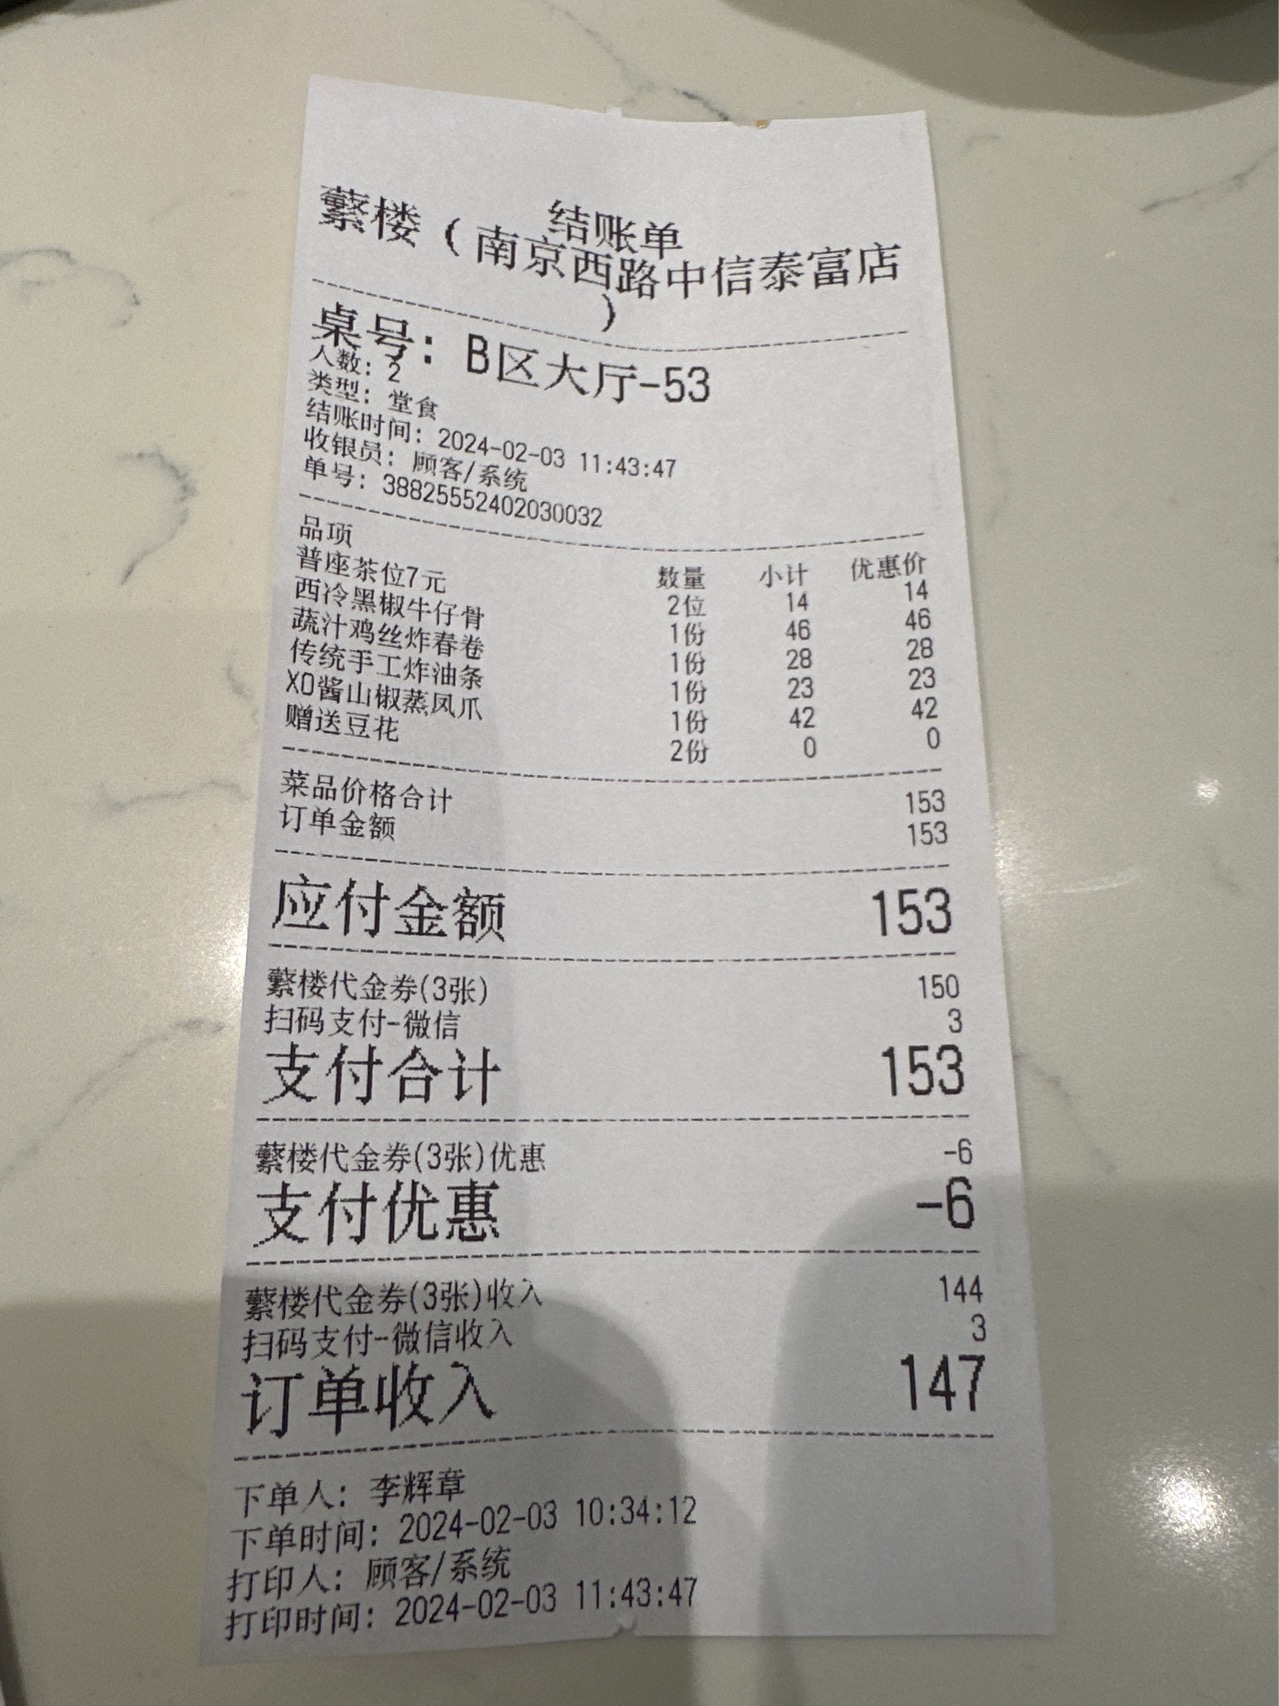 结账单
蘩楼（南京西路中信泰富店
）
桌号：B区大厅-53
人数：2
类型：堂食
结账时间：2024-02-03 11:43:47
收银员：顾客/系统
单号：38825552402030032
品项 数量 小计 优惠价
普座茶位7元 2位 14 14
西冷黑椒牛仔骨 1份 46 46
蔬汁鸡丝炸春卷 1份 28 28
传统手工炸油条 1份 23 23
XO酱山椒蒸凤爪 1份 42 42
赠送豆花 2份 0 0
菜品价格合计 153
订单金额 153
应付金额 153
蘩楼代金券(3张) 150
扫码支付-微信 3
支付合计 153
蘩楼代金券(3张)优惠 -6
支付优惠 -6
蘩楼代金券(3张)收入 144
扫码支付-微信收入 3
订单收入 147
下单人：李辉章
下单时间：2024-02-03 10:34:12
打印人：顾客/系统
打印时间：2024-02-03 11:43:47